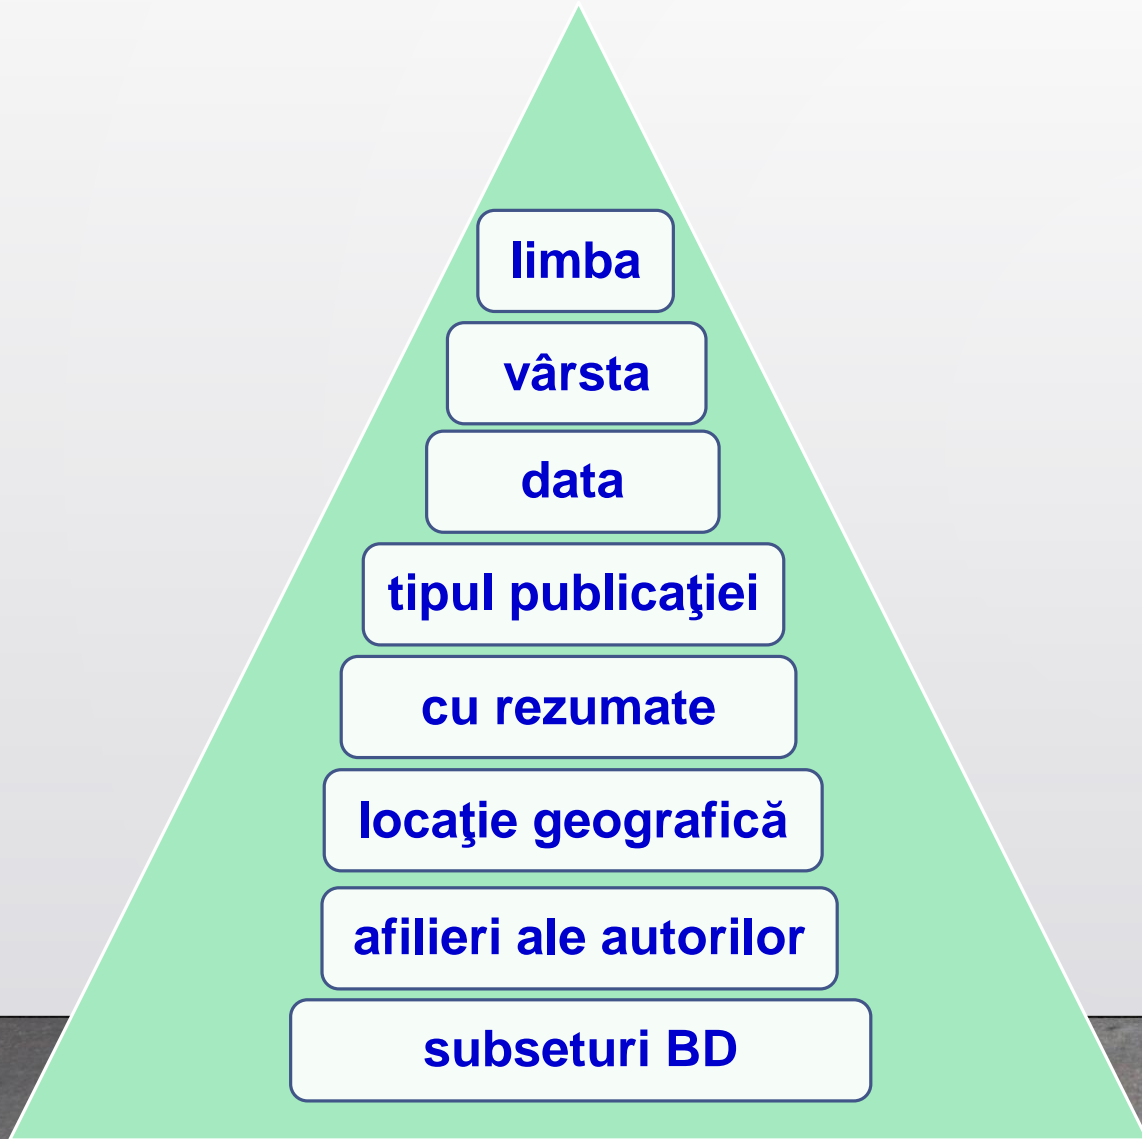 limba
vârsta
data
tipul publicaţiei
cu rezumate
locaţie geografică
afilieri ale autorilor
subseturi BD